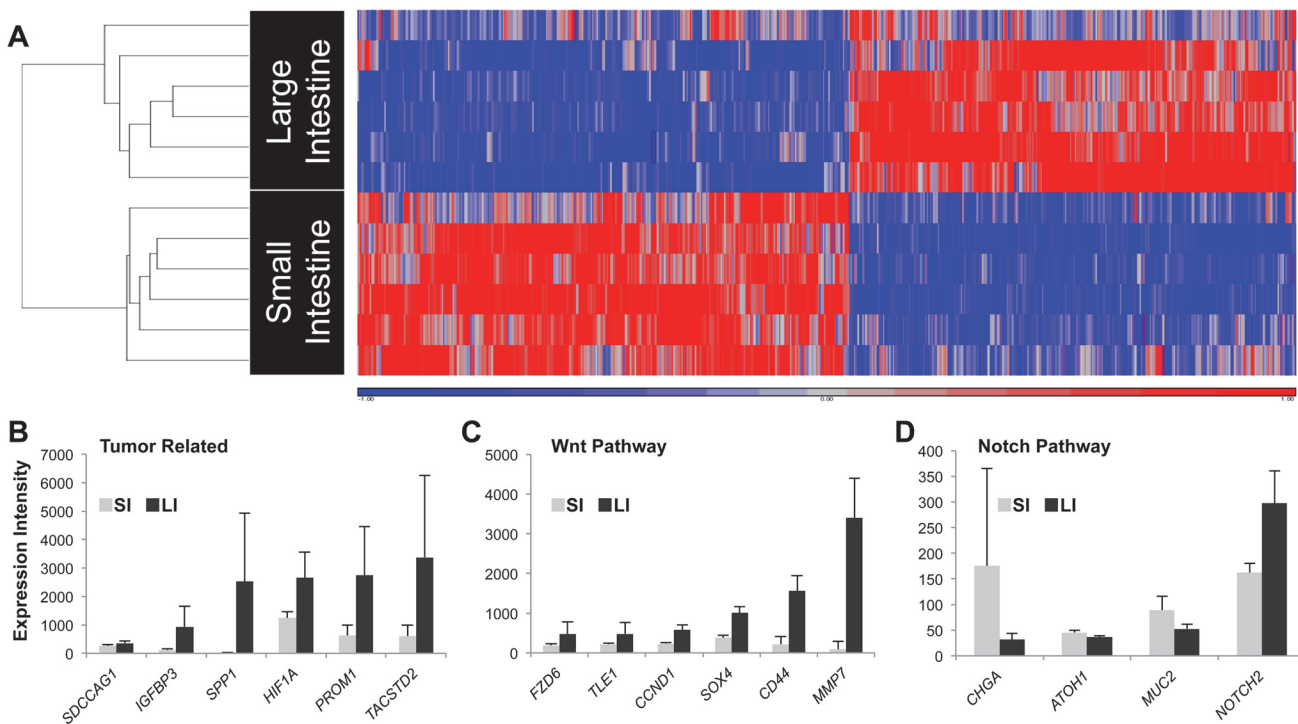 A
Large
Intestine
Small
Intestine
-1.00 0.00 1.00
B
Tumor Related
Expression Intensity
7000
6000
5000
4000
3000
2000
1000
0
SI LI
SDCCAG1
IGFBP3
SPP1
HIF1A
PROM1
TACSTD2
C
Wnt Pathway
5000
4000
3000
2000
1000
0
SI LI
FZD6
TLE1
CCND1
SOX4
CD44
MMP7
D
Notch Pathway
400
350
300
250
200
150
100
50
0
SI LI
CHGA
ATOH1
MUC2
NOTCH2